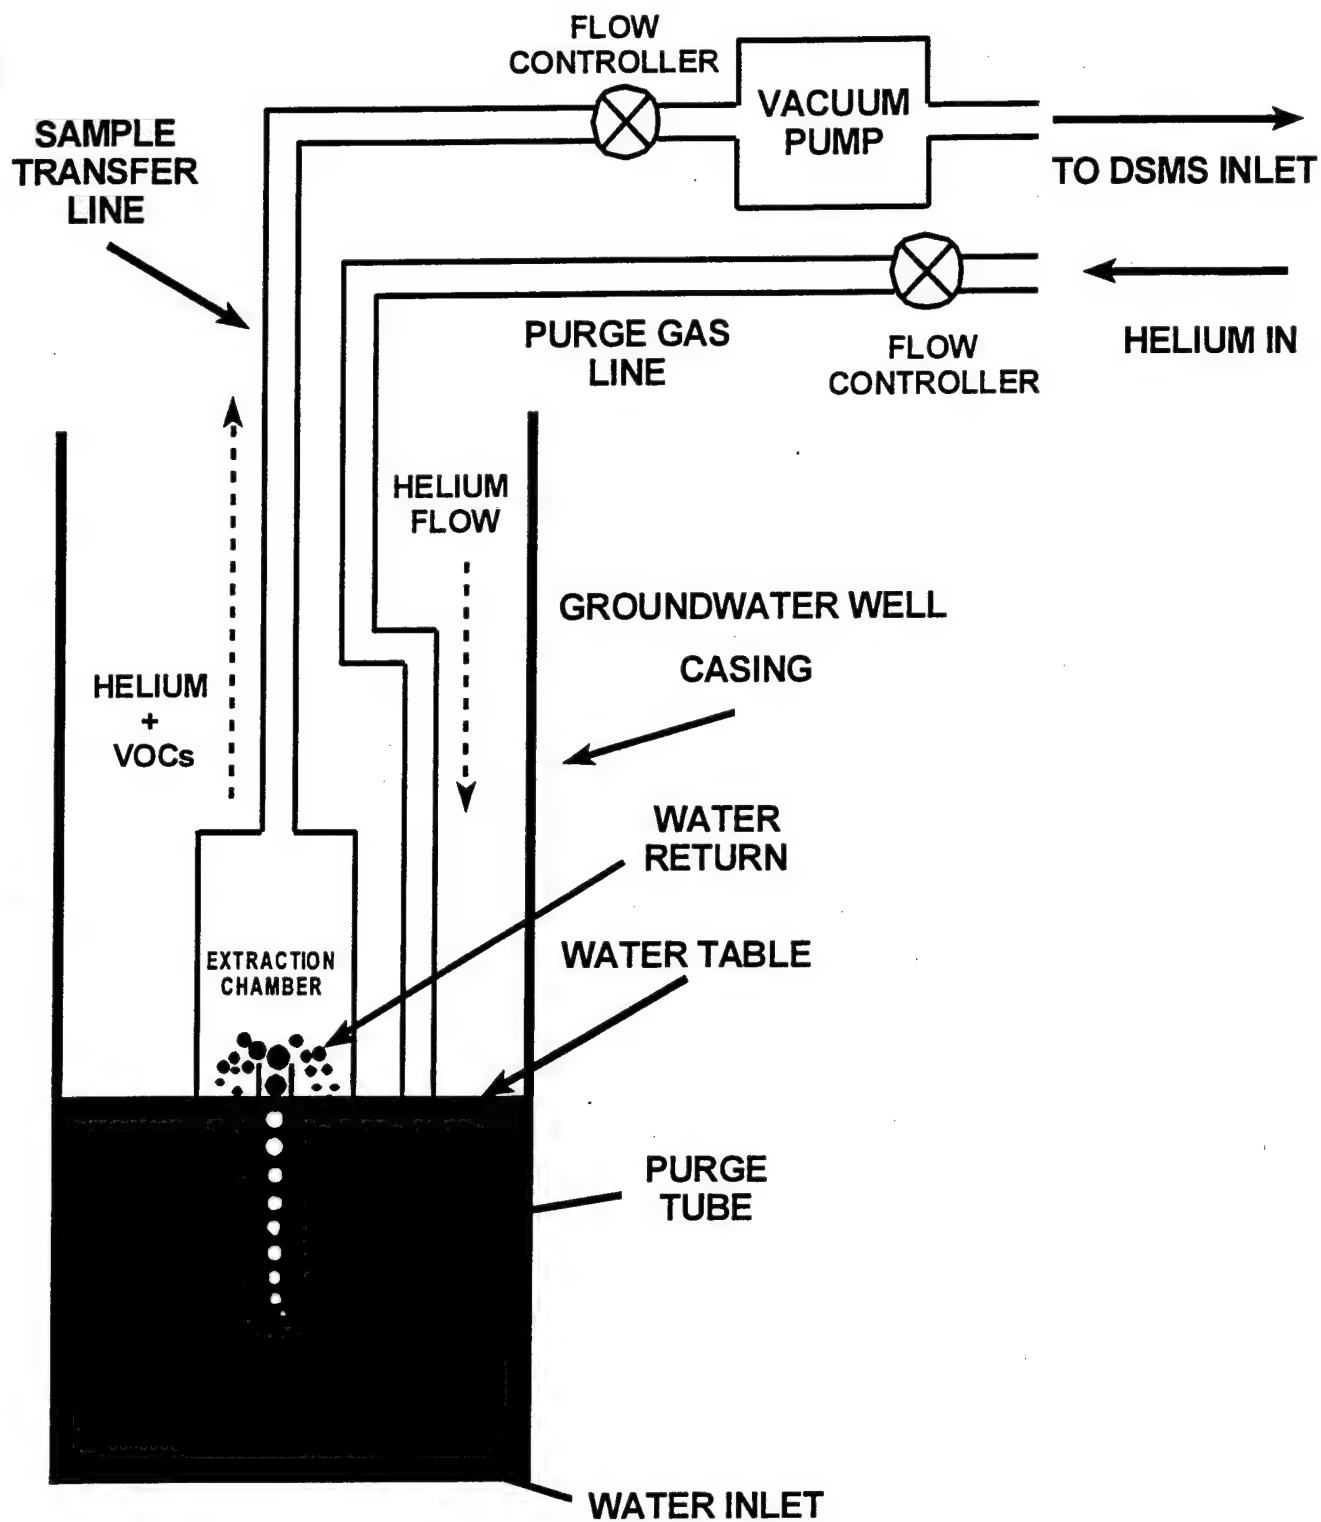 FLOW
CONTROLLER
VACUUM
PUMP
SAMPLE
TRANSFER
LINE
TO DSMS INLET
PURGE GAS
LINE
FLOW
CONTROLLER
HELIUM IN
HELIUM
FLOW
GROUNDWATER WELL
CASING
HELIUM
+
VOCs
WATER
RETURN
EXTRACTION
CHAMBER
WATER TABLE
PURGE
TUBE
WATER INLET